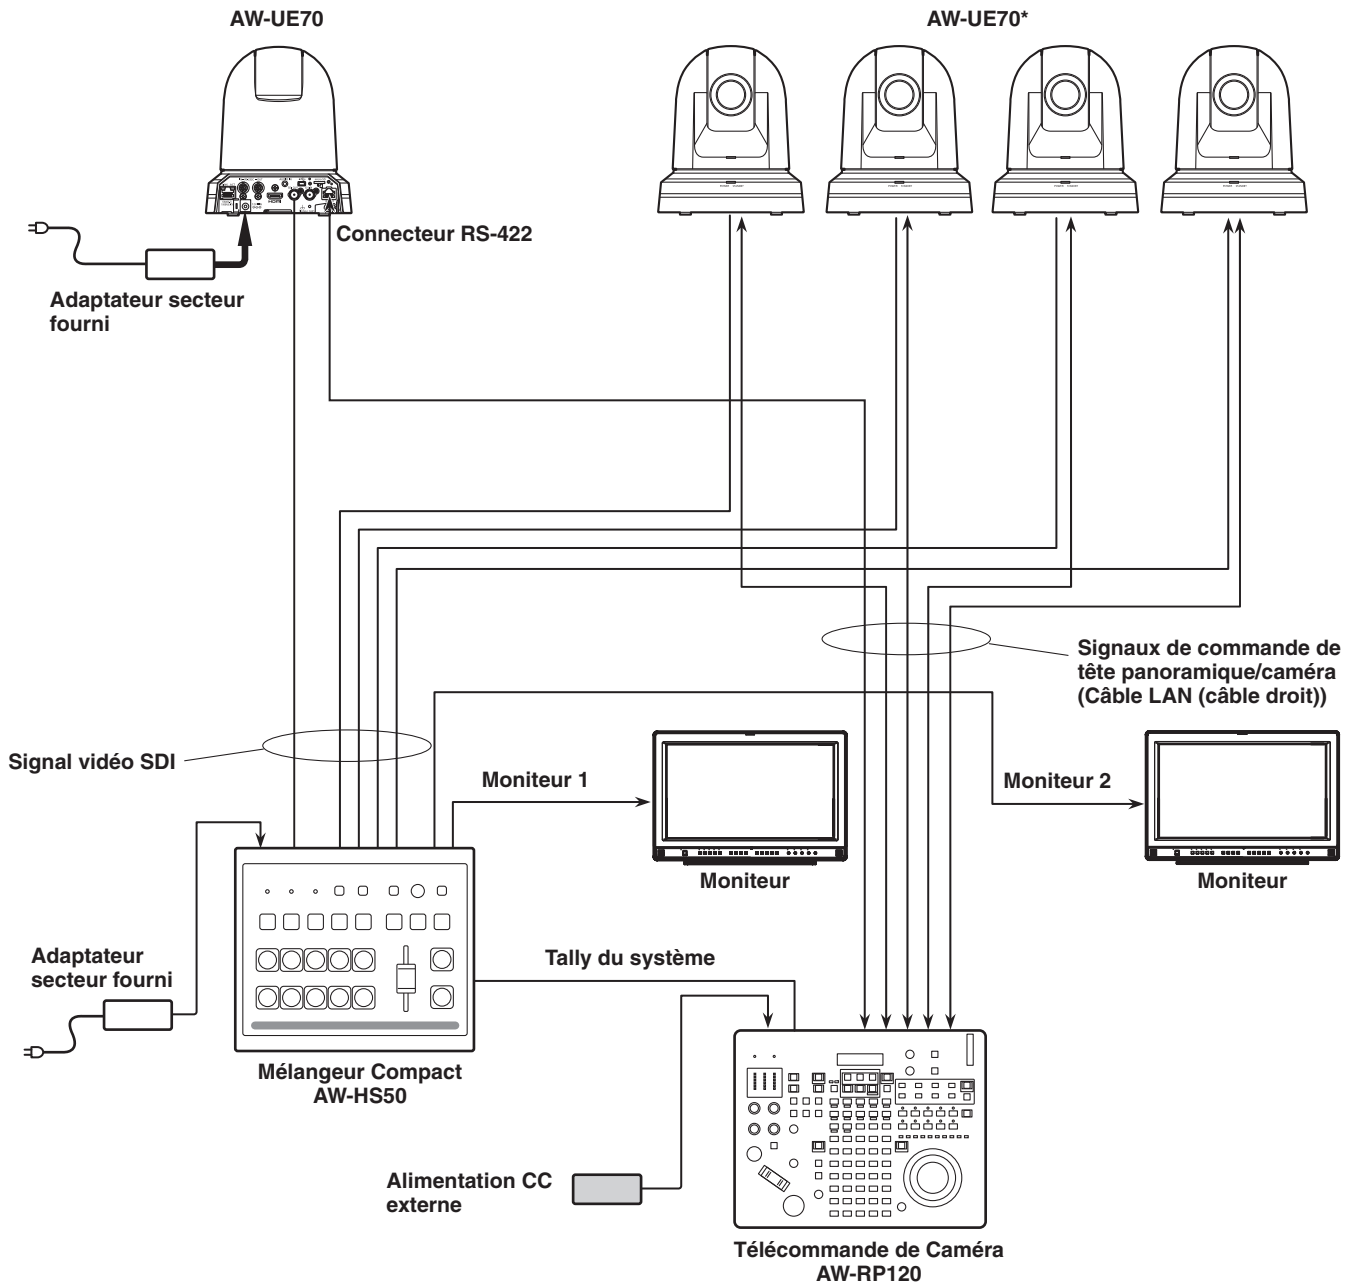 AW-UE70
AW-UE70*
HDMI
Connecteur RS-422
Adaptateur secteur
fourni
Signaux de commande de
tête panoramique/caméra
(Câble LAN (câble droit))
Signal vidéo SDI
Moniteur 1
Moniteur 2
Moniteur
Moniteur
Adaptateur
secteur fourni
Tally du système
Mélangeur Compact
AW-HS50
Alimentation CC
externe
Télécommande de Caméra
AW-RP120